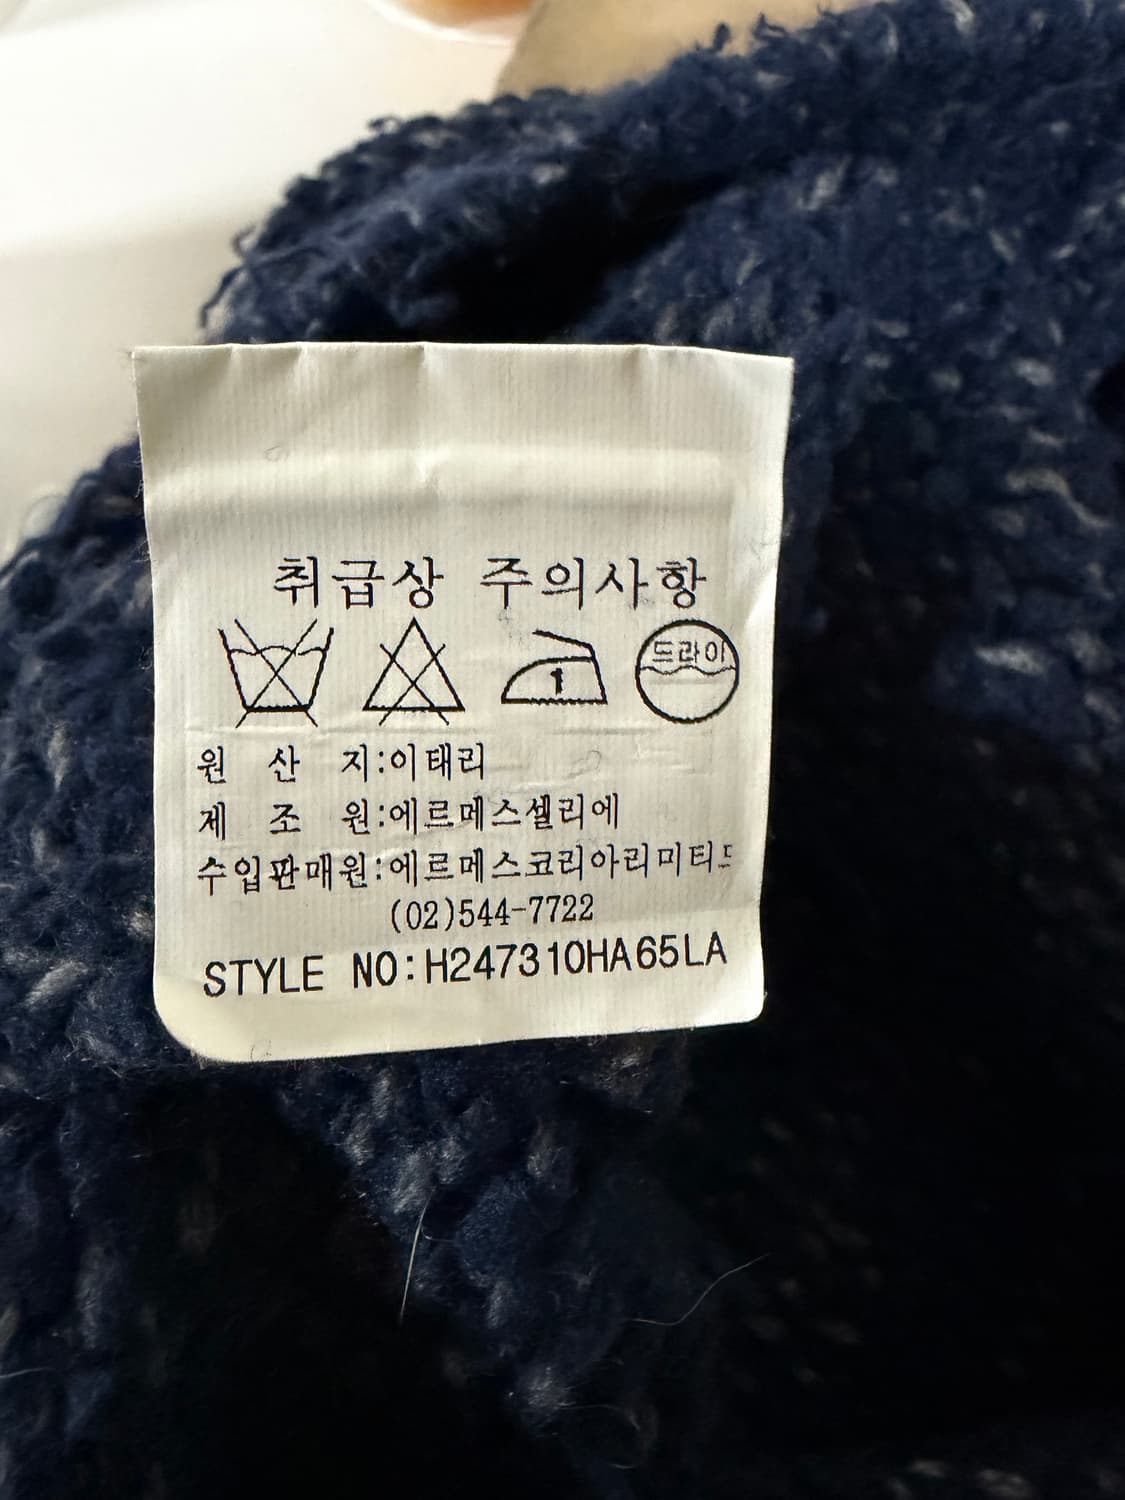 취급상 주의사항
1 드라이
원 산 지:이태리
제 조 원:에르메스셀리에
수입판매원:에르메스코리아리미티드
(02)544-7722
STYLE NO:H247310HA65LA